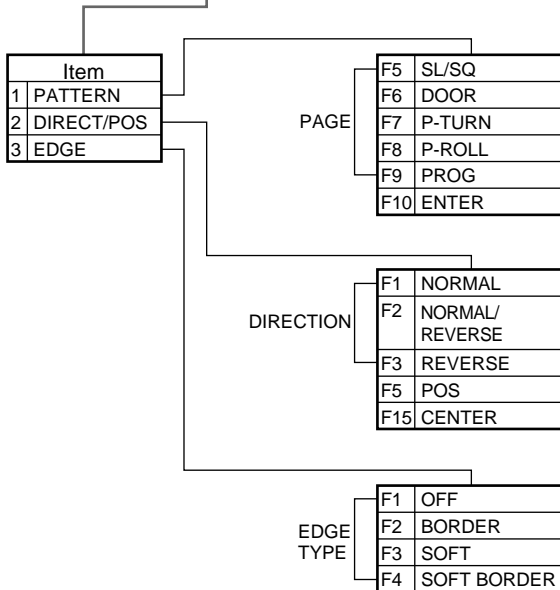 Item
1 PATTERN
2 DIRECT/POS
3 EDGE
PAGE
F5 SL/SQ
F6 DOOR
F7 P-TURN
F8 P-ROLL
F9 PROG
F10 ENTER
DIRECTION
F1 NORMAL
F2 NORMAL/
REVERSE
F3 REVERSE
F5 POS
F15 CENTER
EDGE
TYPE
F1 OFF
F2 BORDER
F3 SOFT
F4 SOFT BORDER